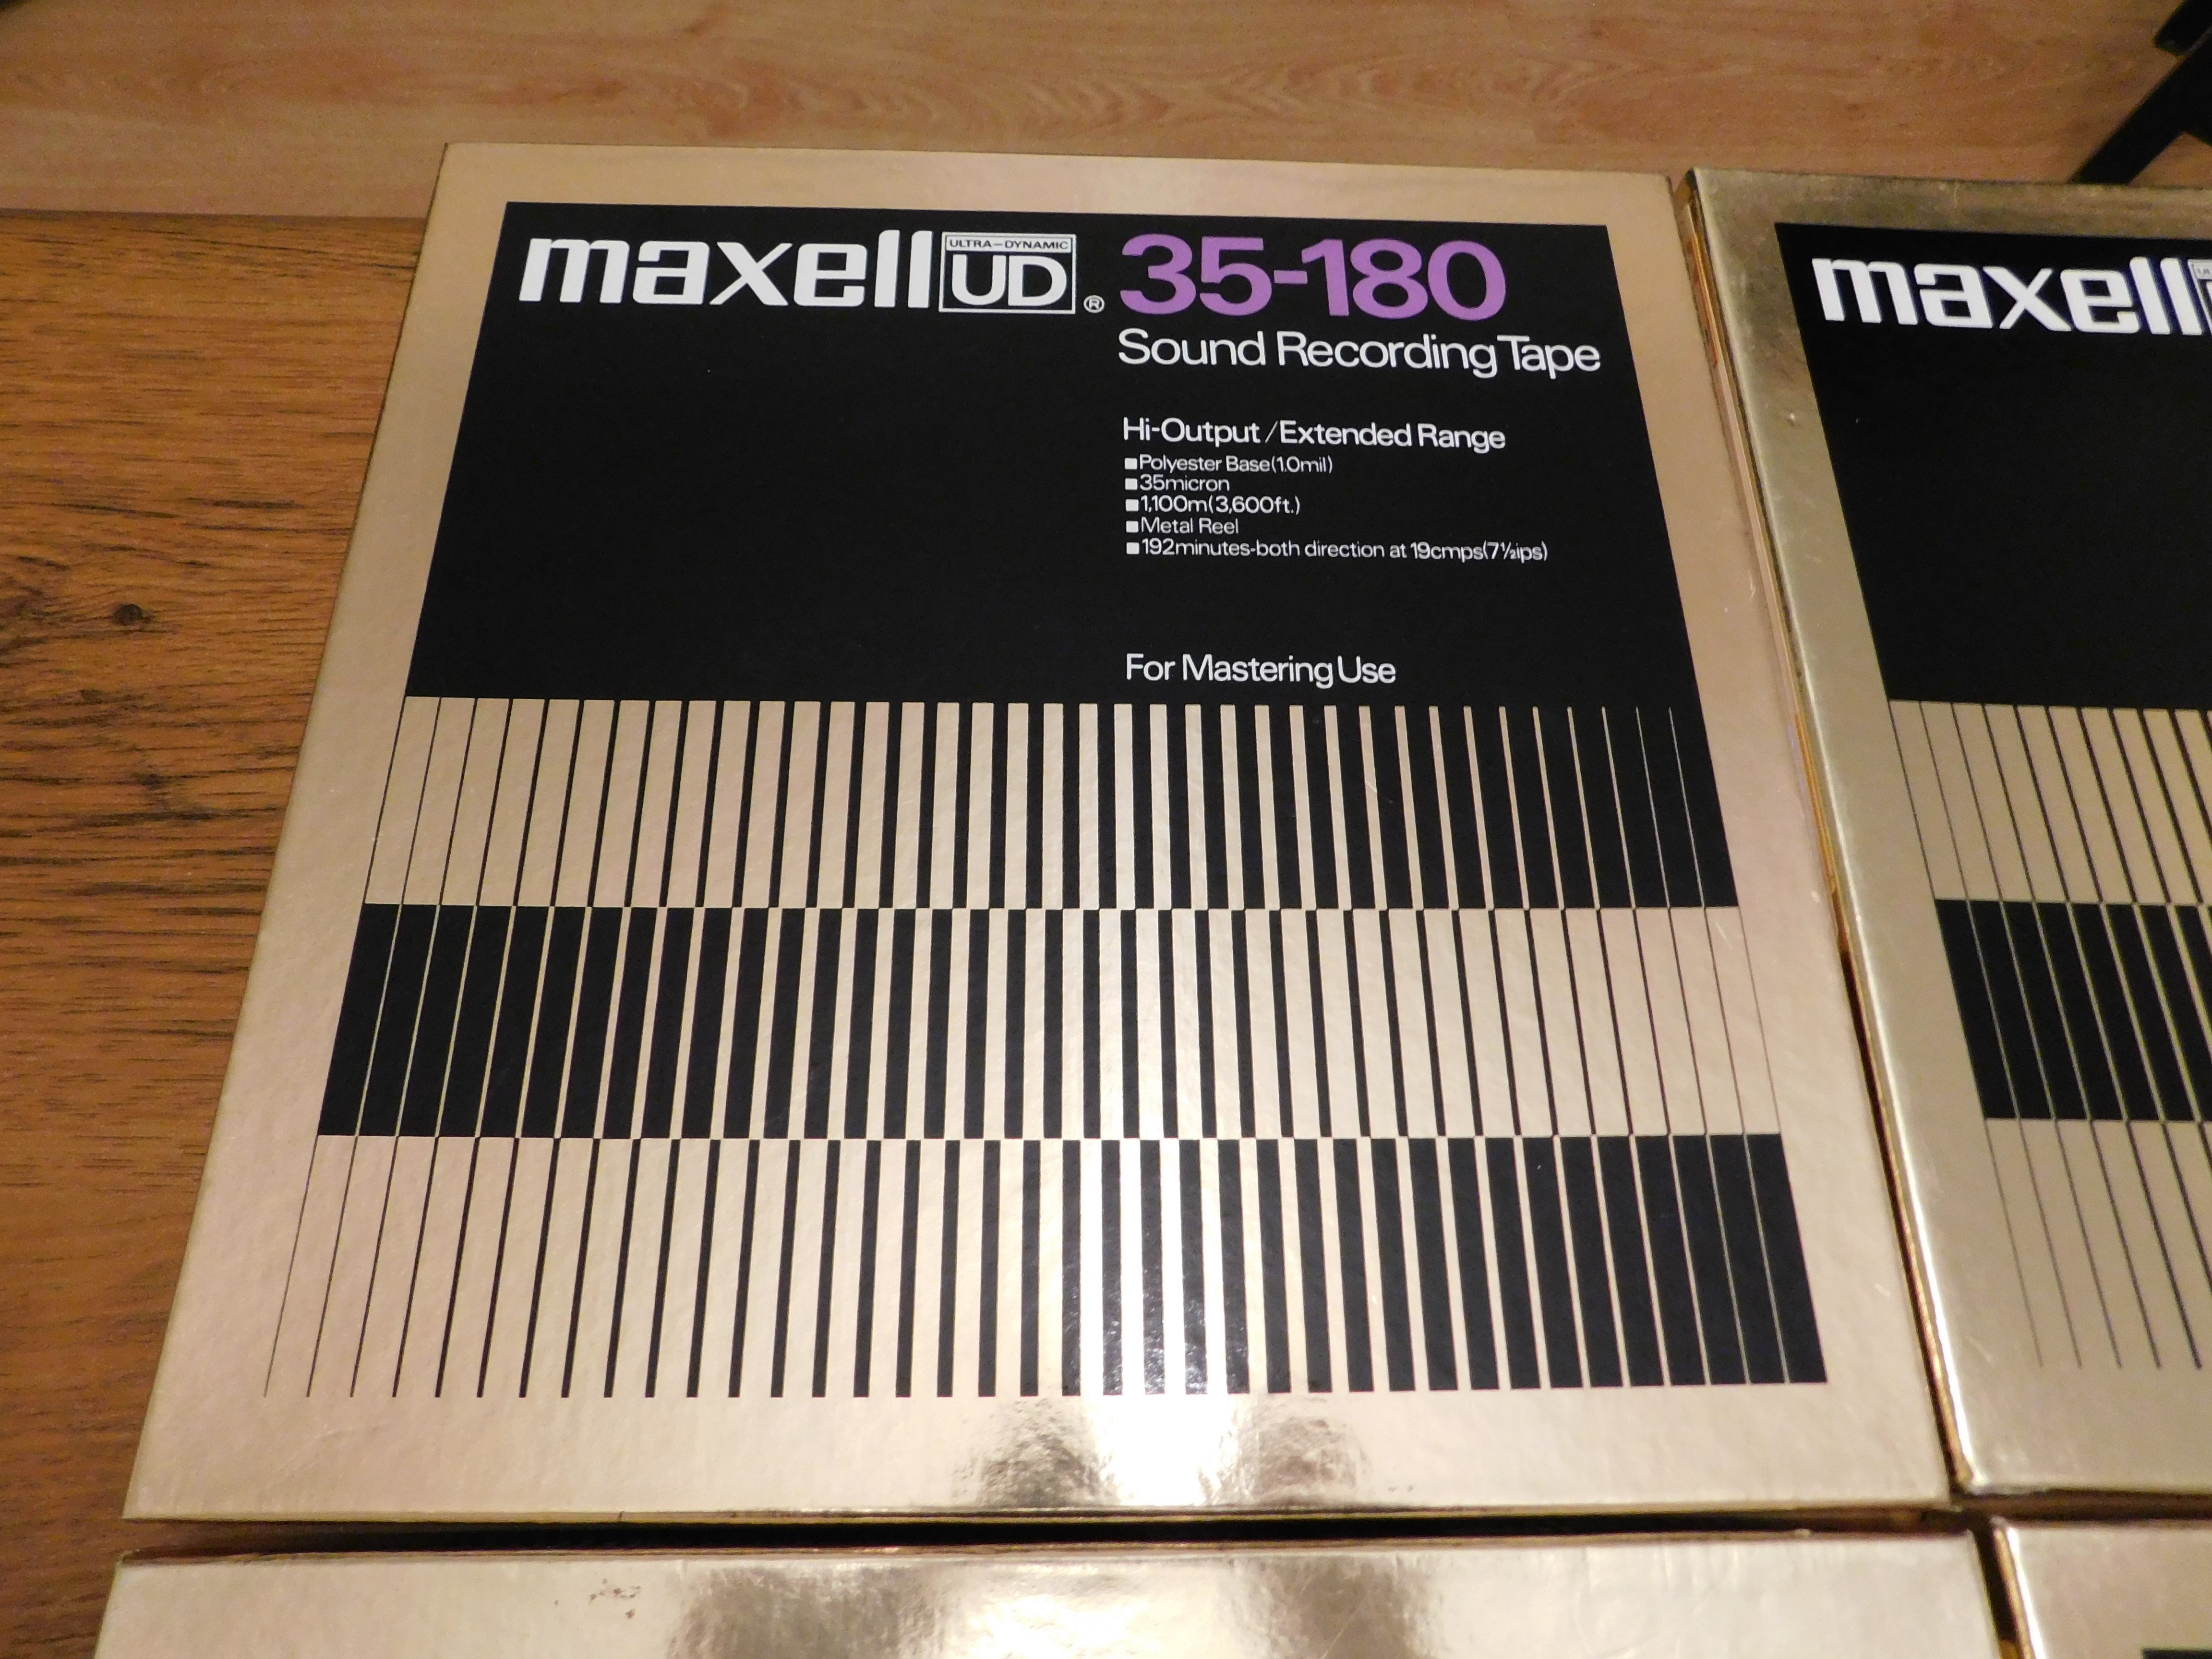 maxell ULTRA-DYNAMIC UD® 35-180
Sound Recording Tape
Hi-Output/Extended Range
■Polyester Base(1.0mil)
■35micron
■1,100m(3,600ft.)
■Metal Reel
■192minutes-both direction at 19cmps(7½ips)
For Mastering Use
maxell